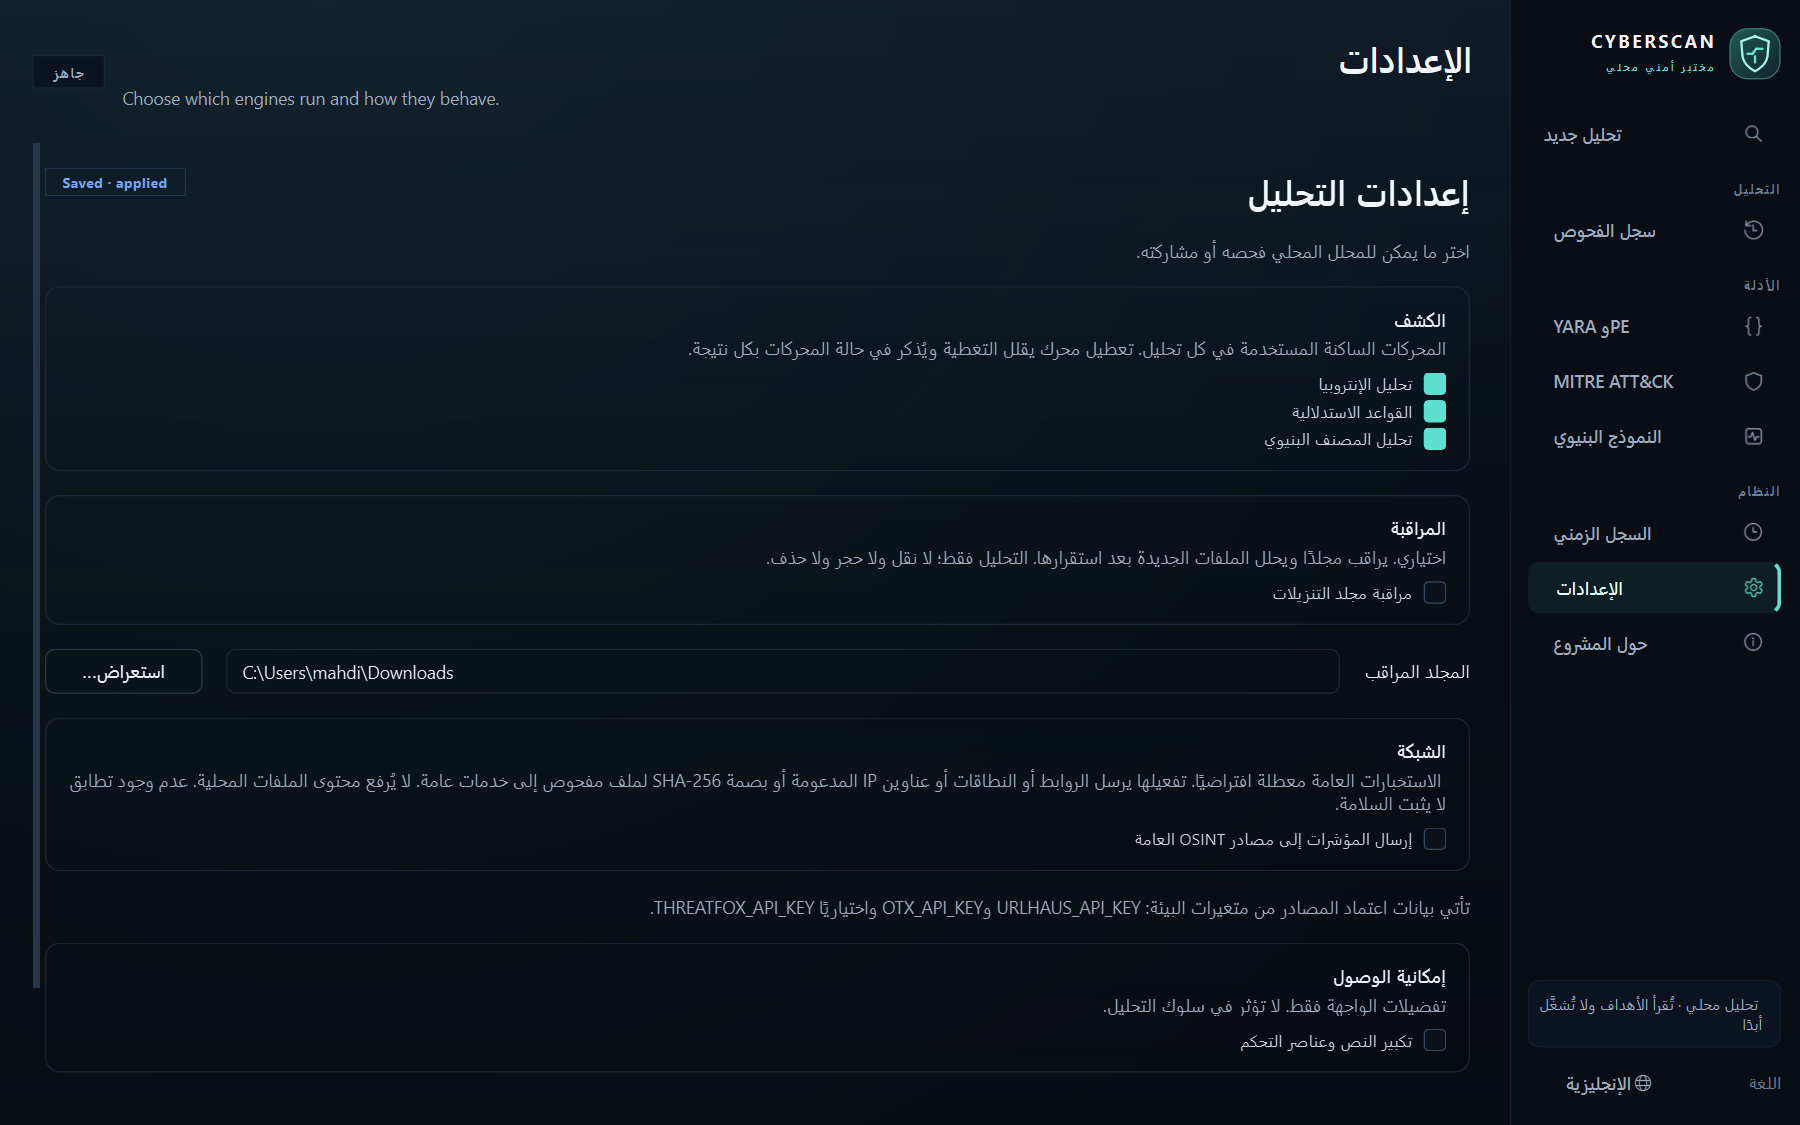 CYBERSCAN
مختبر أمني محلي
تحليل جديد
التحليل
سجل الفحوص
الأدلة
YARA وPE
MITRE ATT&CK
النموذج البنيوي
النظام
السجل الزمني
الإعدادات
حول المشروع
تحليل محلي · تُقرأ الأهداف ولا تُشغَّل
أبدًا
اللغة
الإنجليزية
الإعدادات
جاهز
Choose which engines run and how they behave.
إعدادات التحليل
Saved · applied
اختر ما يمكن للمحلل المحلي فحصه أو مشاركته.
الكشف
المحركات الساكنة المستخدمة في كل تحليل. تعطيل محرك يقلل التغطية ويُذكر في حالة المحركات بكل نتيجة.
تحليل الإنتروبيا
القواعد الاستدلالية
تحليل المصنف البنيوي
المراقبة
اختياري. يراقب مجلدًا ويحلل الملفات الجديدة بعد استقرارها. التحليل فقط؛ لا نقل ولا حجر ولا حذف.
مراقبة مجلد التنزيلات
المجلد المراقب
C:\Users\mahdi\Downloads
استعراض...
الشبكة
الاستخبارات العامة معطلة افتراضيًا. تفعيلها يرسل الروابط أو النطاقات أو عناوين IP المدعومة أو بصمة SHA-256 لملف مفحوص إلى خدمات عامة. لا يُرفع محتوى الملفات المحلية. عدم وجود تطابق
لا يثبت السلامة.
إرسال المؤشرات إلى مصادر OSINT العامة
تأتي بيانات اعتماد المصادر من متغيرات البيئة: URLHAUS_API_KEY وOTX_API_KEY واختياريًا THREATFOX_API_KEY.
إمكانية الوصول
تفضيلات الواجهة فقط. لا تؤثر في سلوك التحليل.
تكبير النص وعناصر التحكم